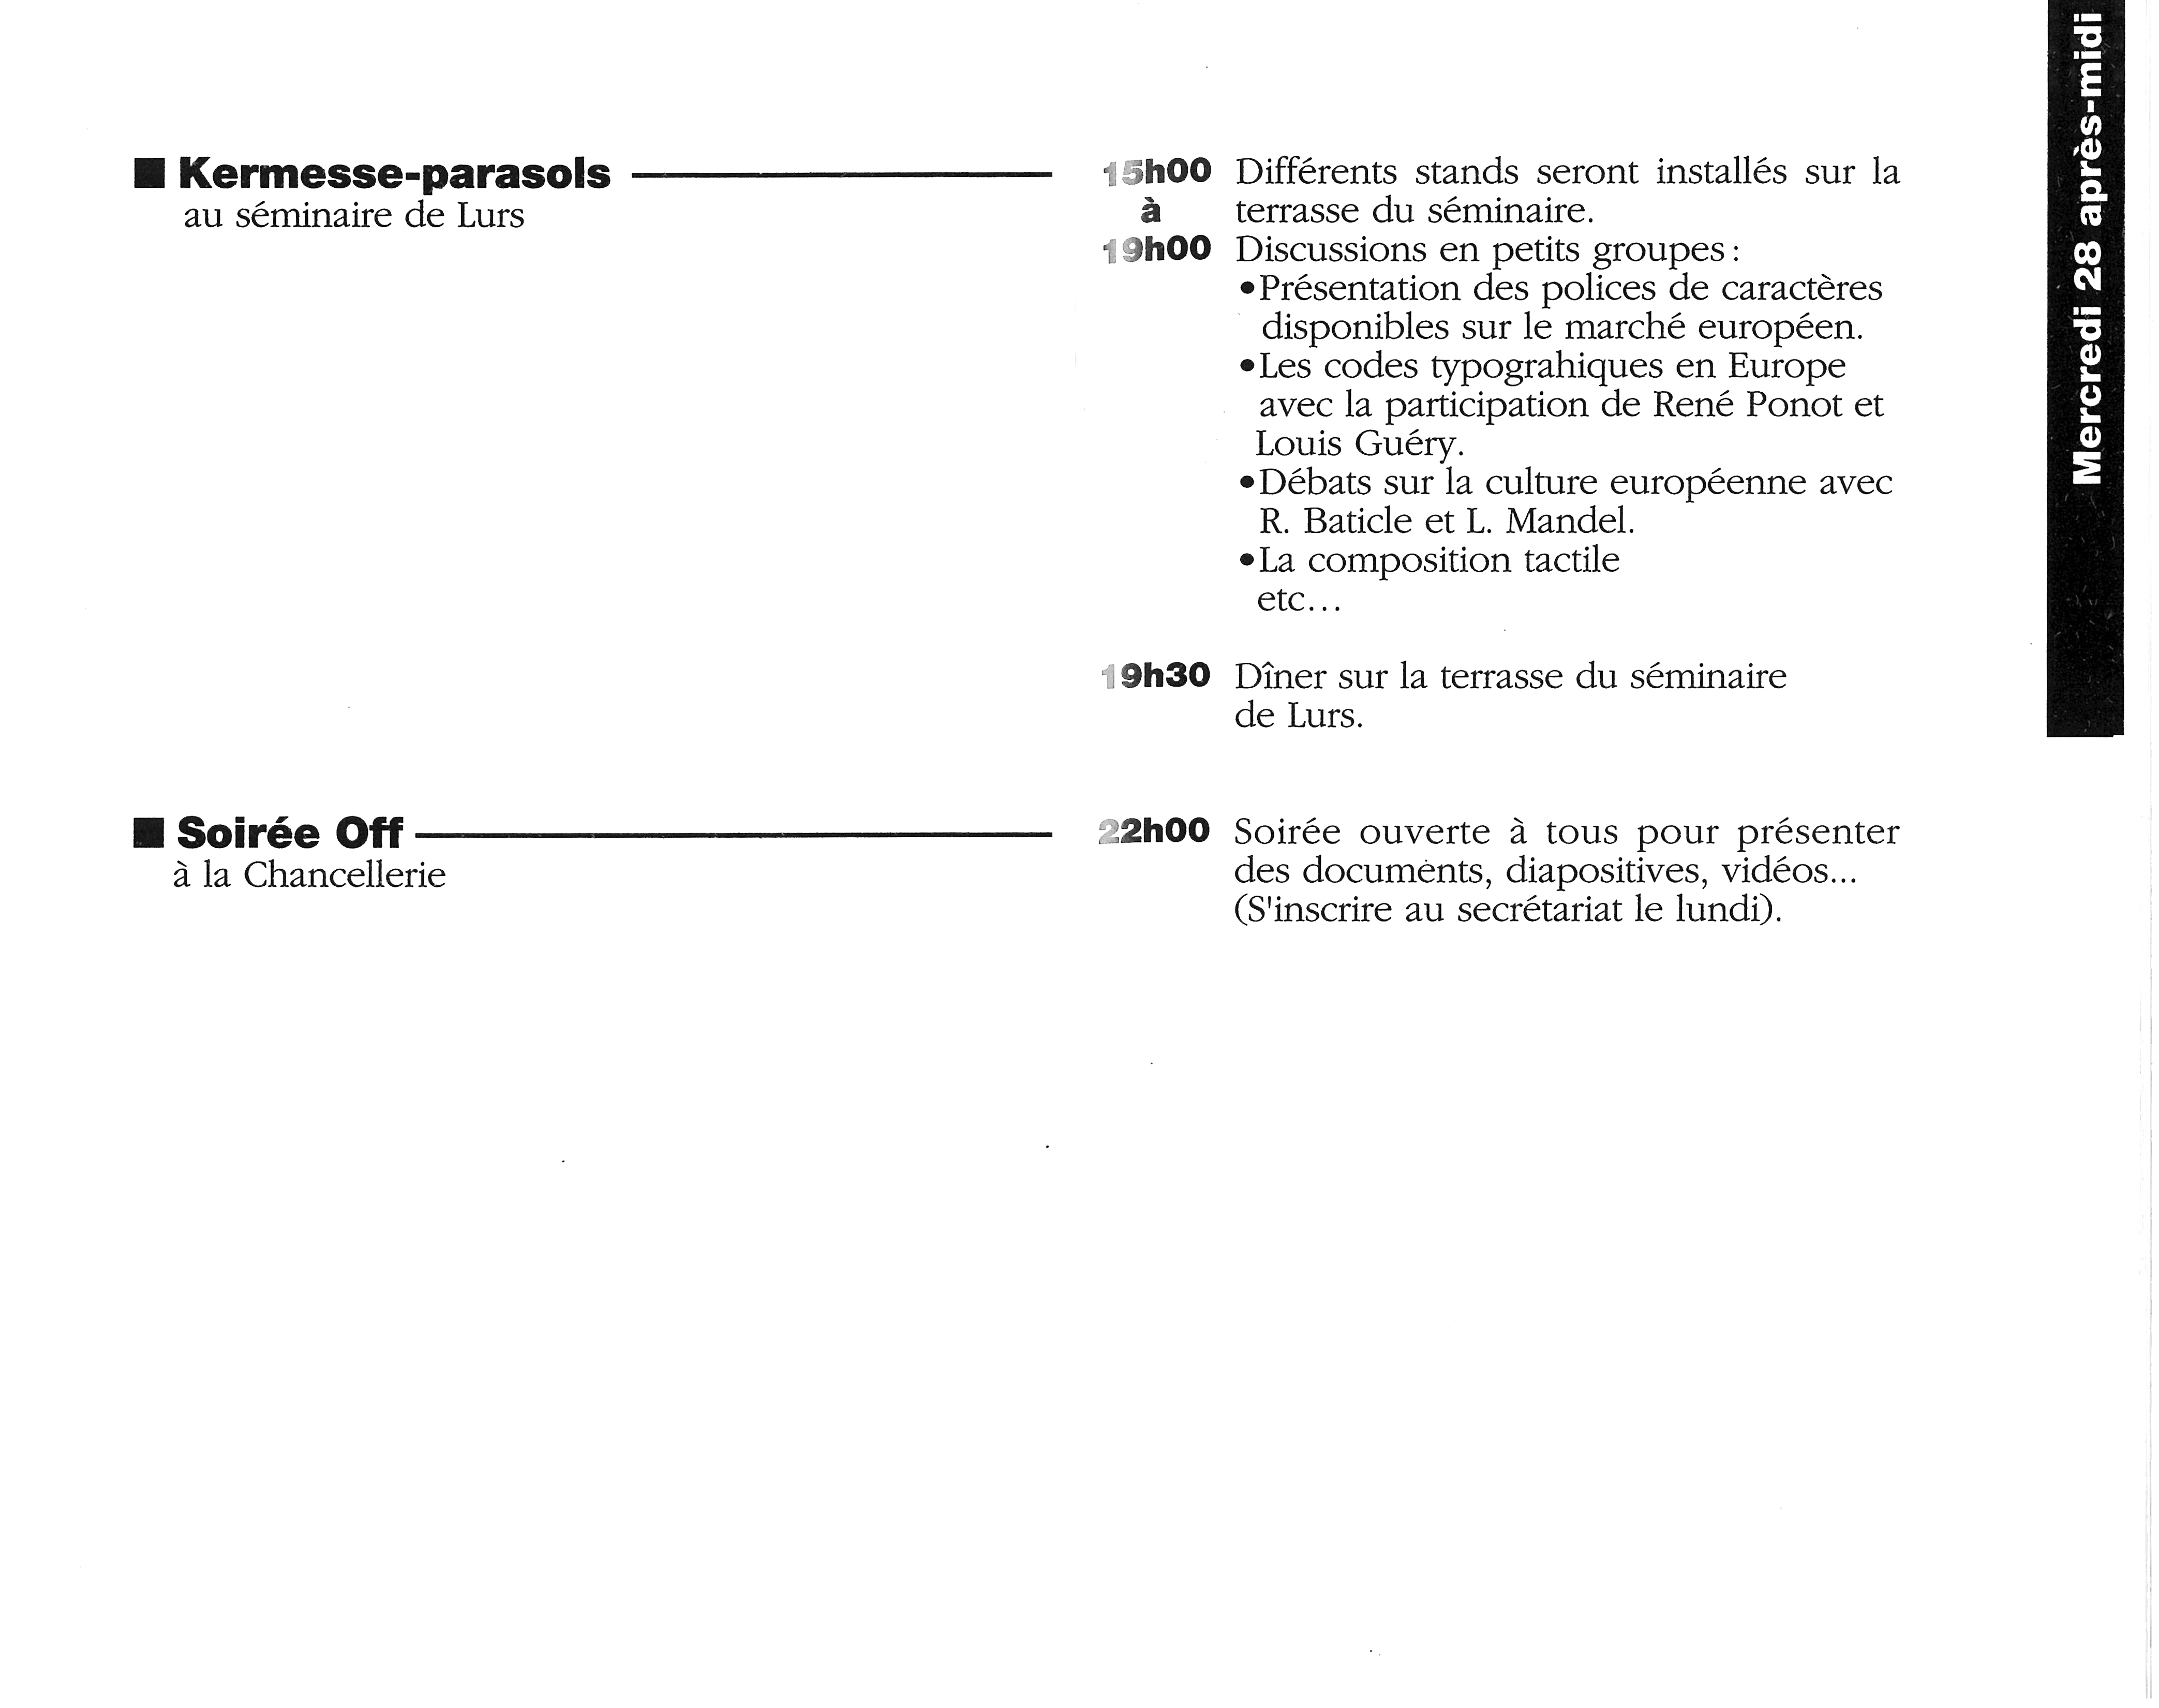 Mercredi 28 après-midi
■ Kermesse-parasols
au séminaire de Lurs
15h00 Différents stands seront installés sur la
à terrasse du séminaire.
19h00 Discussions en petits groupes :
•Présentation des polices de caractères
disponibles sur le marché européen.
•Les codes typograhiques en Europe
avec la participation de René Ponot et
Louis Guéry.
•Débats sur la culture européenne avec
R. Baticle et L. Mandel.
•La composition tactile
etc...
19h30 Dîner sur la terrasse du séminaire
de Lurs.
■ Soirée Off
à la Chancellerie
22h00 Soirée ouverte à tous pour présenter
des documents, diapositives, vidéos...
(S'inscrire au secrétariat le lundi).